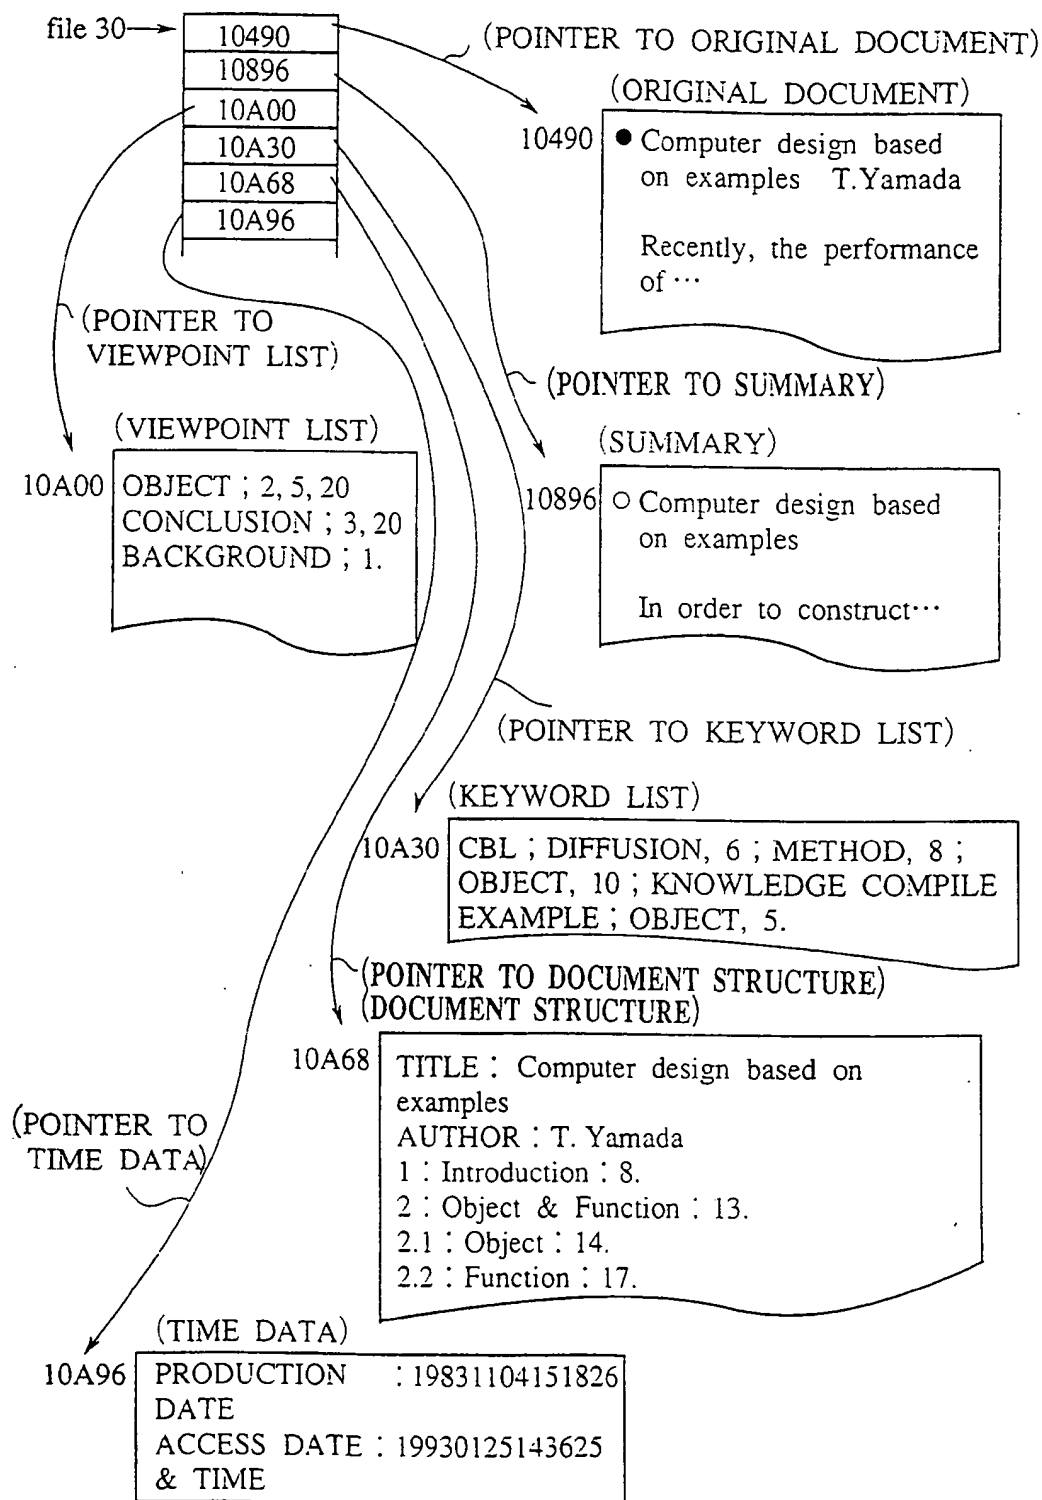 file 30
10490
10896
10A00
10A30
10A68
10A96
(POINTER TO ORIGINAL DOCUMENT)
(ORIGINAL DOCUMENT)
10490
● Computer design based
on examples T.Yamada
Recently, the performance
of ···
(POINTER TO
VIEWPOINT LIST)
(POINTER TO SUMMARY)
(VIEWPOINT LIST)
10A00
OBJECT ; 2, 5, 20
CONCLUSION ; 3, 20
BACKGROUND ; 1.
(SUMMARY)
10896
○ Computer design based
on examples
In order to construct···
(POINTER TO KEYWORD LIST)
(KEYWORD LIST)
10A30
CBL ; DIFFUSION, 6 ; METHOD, 8 ;
OBJECT, 10 ; KNOWLEDGE COMPILE
EXAMPLE ; OBJECT, 5.
(POINTER TO DOCUMENT STRUCTURE)
(DOCUMENT STRUCTURE)
10A68
TITLE : Computer design based on
examples
AUTHOR : T. Yamada
1 : Introduction : 8.
2 : Object & Function : 13.
2.1 : Object : 14.
2.2 : Function : 17.
(POINTER TO
TIME DATA)
(TIME DATA)
10A96
PRODUCTION : 19831104151826
DATE
ACCESS DATE : 19930125143625
& TIME